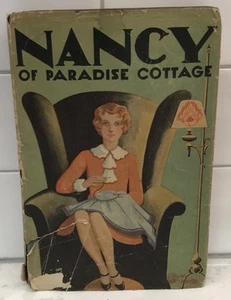 NANCY
OF PARADISE COTTAGE